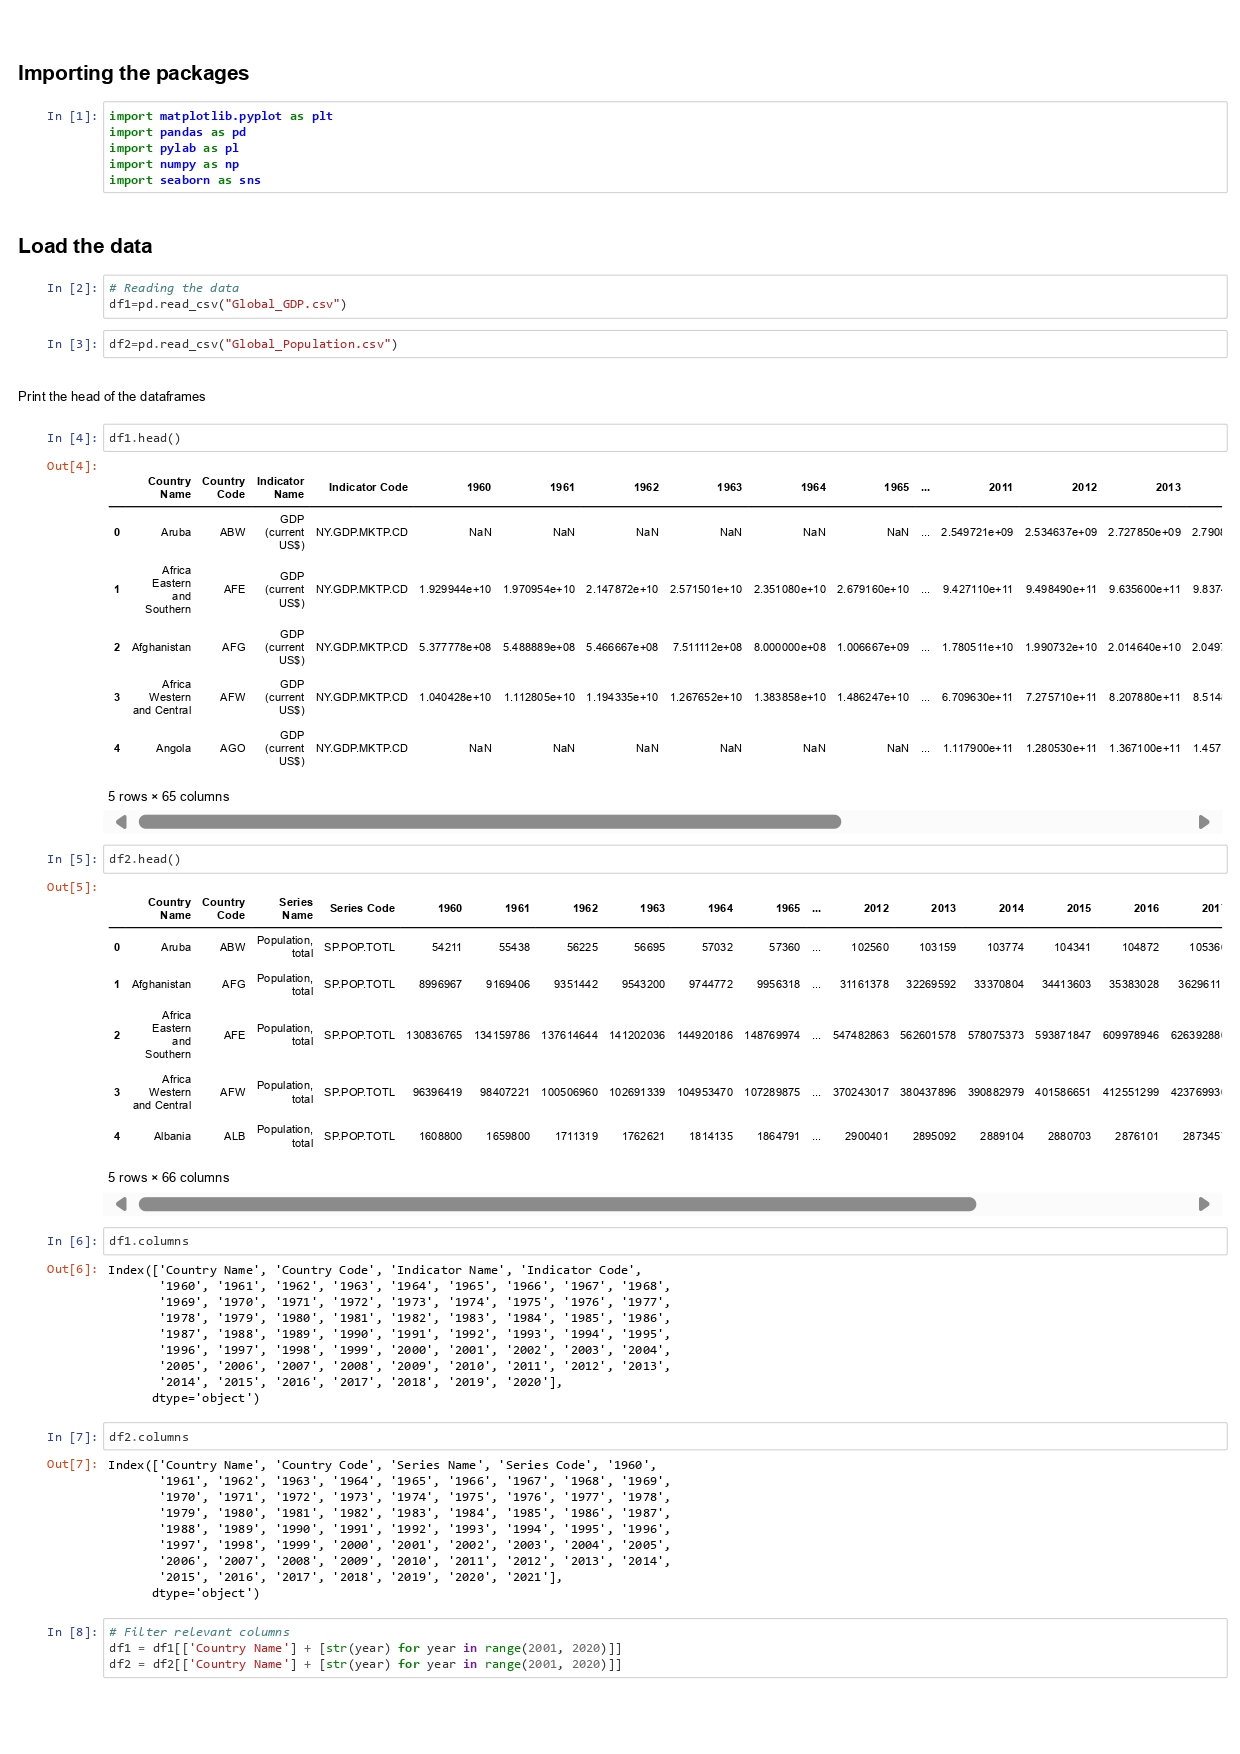 Importing the packages
In [1]: import matplotlib.pyplot as plt
import pandas as pd
import pylab as pl
import numpy as np
import seaborn as sns
Load the data
In [2]: # Reading the data
df1=pd.read_csv("Global_GDP.csv")
In [3]: df2=pd.read_csv("Global_Population.csv")
Print the head of the dataframes
In [4]: df1.head()
Out[4]:
Country Name Country Code Indicator Name Indicator Code 1960 1961 1962 1963 1964 1965 ... 2011 2012 2013
0 Aruba ABW GDP (current US$) NY.GDP.MKTP.CD NaN NaN NaN NaN NaN NaN ... 2.549721e+09 2.534637e+09 2.727850e+09 2.790
1 Africa Eastern and Southern AFE GDP (current US$) NY.GDP.MKTP.CD 1.929944e+10 1.970954e+10 2.147872e+10 2.571501e+10 2.351080e+10 2.679160e+10 ... 9.427110e+11 9.498490e+11 9.635600e+11 9.837
2 Afghanistan AFG GDP (current US$) NY.GDP.MKTP.CD 5.377778e+08 5.488889e+08 5.466667e+08 7.511112e+08 8.000000e+08 1.006667e+09 ... 1.780511e+10 1.990732e+10 2.014640e+10 2.049
3 Africa Western and Central AFW GDP (current US$) NY.GDP.MKTP.CD 1.040428e+10 1.112805e+10 1.194335e+10 1.267652e+10 1.383858e+10 1.486247e+10 ... 6.709630e+11 7.275710e+11 8.207880e+11 8.514
4 Angola AGO GDP (current US$) NY.GDP.MKTP.CD NaN NaN NaN NaN NaN NaN ... 1.117900e+11 1.280530e+11 1.367100e+11 1.457
5 rows × 65 columns
In [5]: df2.head()
Out[5]:
Country Name Country Code Series Name Series Code 1960 1961 1962 1963 1964 1965 ... 2012 2013 2014 2015 2016 201
0 Aruba ABW Population, total SP.POP.TOTL 54211 55438 56225 56695 57032 57360 ... 102560 103159 103774 104341 104872 10536
1 Afghanistan AFG Population, total SP.POP.TOTL 8996967 9169406 9351442 9543200 9744772 9956318 ... 31161378 32269592 33370804 34413603 35383028 3629611
2 Africa Eastern and Southern AFE Population, total SP.POP.TOTL 130836765 134159786 137614644 141202036 144920186 148769974 ... 547482863 562601578 578075373 593871847 609978946 62639288
3 Africa Western and Central AFW Population, total SP.POP.TOTL 96396419 98407221 100506960 102691339 104953470 107289875 ... 370243017 380437896 390882979 401586651 412551299 42376993
4 Albania ALB Population, total SP.POP.TOTL 1608800 1659800 1711319 1762621 1814135 1864791 ... 2900401 2895092 2889104 2880703 2876101 287345
5 rows × 66 columns
In [6]: df1.columns
Out[6]: Index(['Country Name', 'Country Code', 'Indicator Name', 'Indicator Code',
'1960', '1961', '1962', '1963', '1964', '1965', '1966', '1967', '1968',
'1969', '1970', '1971', '1972', '1973', '1974', '1975', '1976', '1977',
'1978', '1979', '1980', '1981', '1982', '1983', '1984', '1985', '1986',
'1987', '1988', '1989', '1990', '1991', '1992', '1993', '1994', '1995',
'1996', '1997', '1998', '1999', '2000', '2001', '2002', '2003', '2004',
'2005', '2006', '2007', '2008', '2009', '2010', '2011', '2012', '2013',
'2014', '2015', '2016', '2017', '2018', '2019', '2020'],
dtype='object')
In [7]: df2.columns
Out[7]: Index(['Country Name', 'Country Code', 'Series Name', 'Series Code', '1960',
'1961', '1962', '1963', '1964', '1965', '1966', '1967', '1968', '1969',
'1970', '1971', '1972', '1973', '1974', '1975', '1976', '1977', '1978',
'1979', '1980', '1981', '1982', '1983', '1984', '1985', '1986', '1987',
'1988', '1989', '1990', '1991', '1992', '1993', '1994', '1995', '1996',
'1997', '1998', '1999', '2000', '2001', '2002', '2003', '2004', '2005',
'2006', '2007', '2008', '2009', '2010', '2011', '2012', '2013', '2014',
'2015', '2016', '2017', '2018', '2019', '2020', '2021'],
dtype='object')
In [8]: # Filter relevant columns
df1 = df1[['Country Name'] + [str(year) for year in range(2001, 2020)]]
df2 = df2[['Country Name'] + [str(year) for year in range(2001, 2020)]]